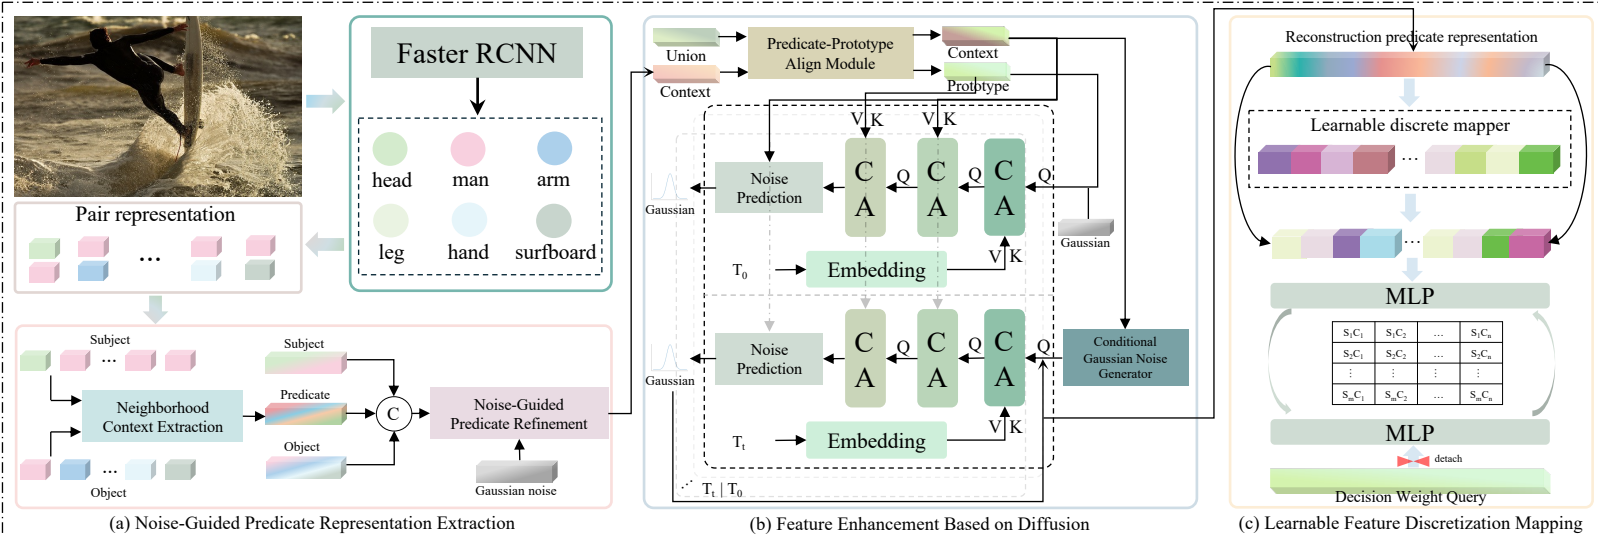 Faster RCNN
head
man
arm
leg
hand
surfboard
Pair representation
...
Subject
...
Neighborhood
Context Extraction
...
Object
Subject
Predicate
Object
C
Noise-Guided
Predicate Refinement
Gaussian noise
(a) Noise-Guided Predicate Representation Extraction
Union
Context
Predicate-Prototype
Align Module
Context
Prototype
V K
V K
Noise
Prediction
Gaussian
C
A
Q
C
A
Q
C
A
Q
Gaussian
V K
T0
Embedding
Noise
Prediction
Gaussian
C
A
Q
C
A
Q
C
A
Q
Conditional
Gaussian Noise
Generator
V K
Tt
Embedding
... Tt | T0
(b) Feature Enhancement Based on Diffusion
Reconstruction predicate representation
Learnable discrete mapper
...
...
MLP
S1C1 S1C2 ... S1Cn
S2C1 S2C2 ... S2Cn
⋮ ⋮ ⋮ ⋮
SmC1 SmC2 ... SmCn
MLP
detach
Decision Weight Query
(c) Learnable Feature Discretization Mapping